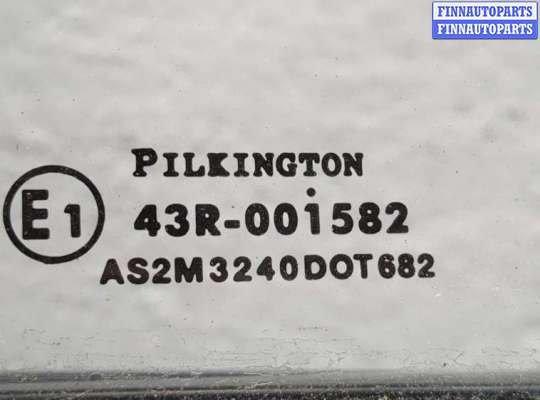 FINNAUTOPARTS
FINNAUTOPARTS
PILKINGTON
E1 43R-001582
AS2M3240DOT682